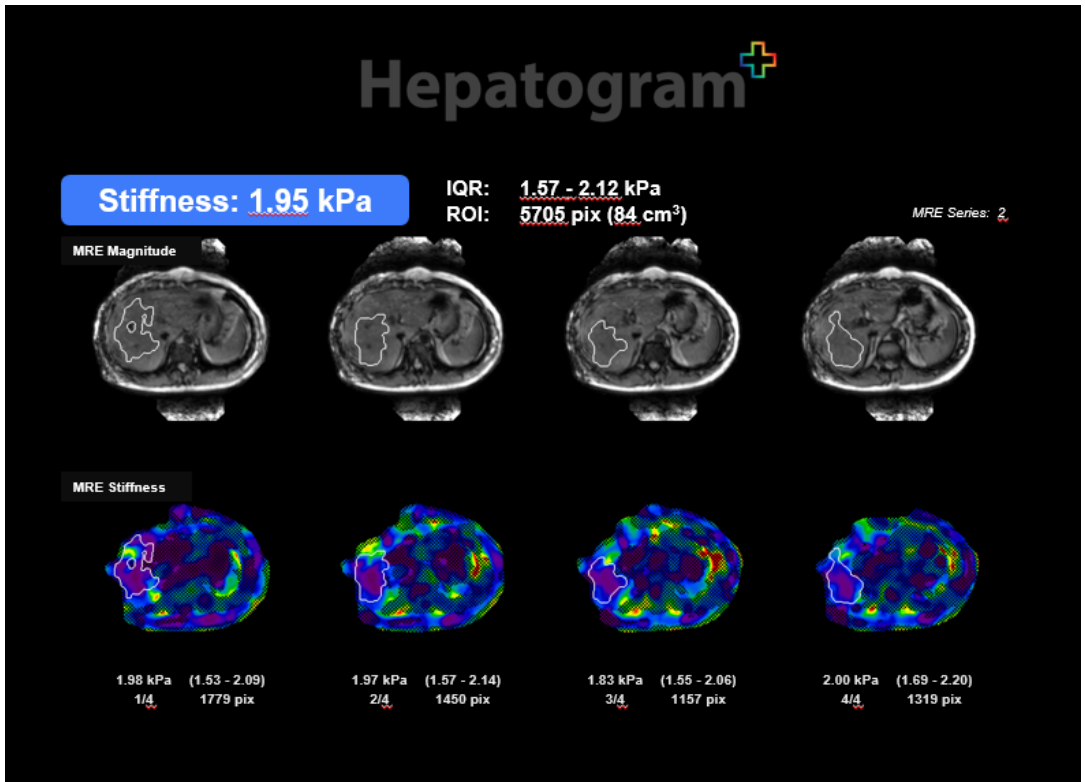 Hepatogram
Stiffness: 1.95 kPa
IQR: 1.57 - 2.12 kPa
ROI: 5705 pix (84 cm³)
MRE Series: 2
MRE Magnitude
MRE Stiffness
1.98 kPa (1.53 - 2.09)
1/4 1779 pix
1.97 kPa (1.57 - 2.14)
2/4 1450 pix
1.83 kPa (1.55 - 2.06)
3/4 1157 pix
2.00 kPa (1.69 - 2.20)
4/4 1319 pix